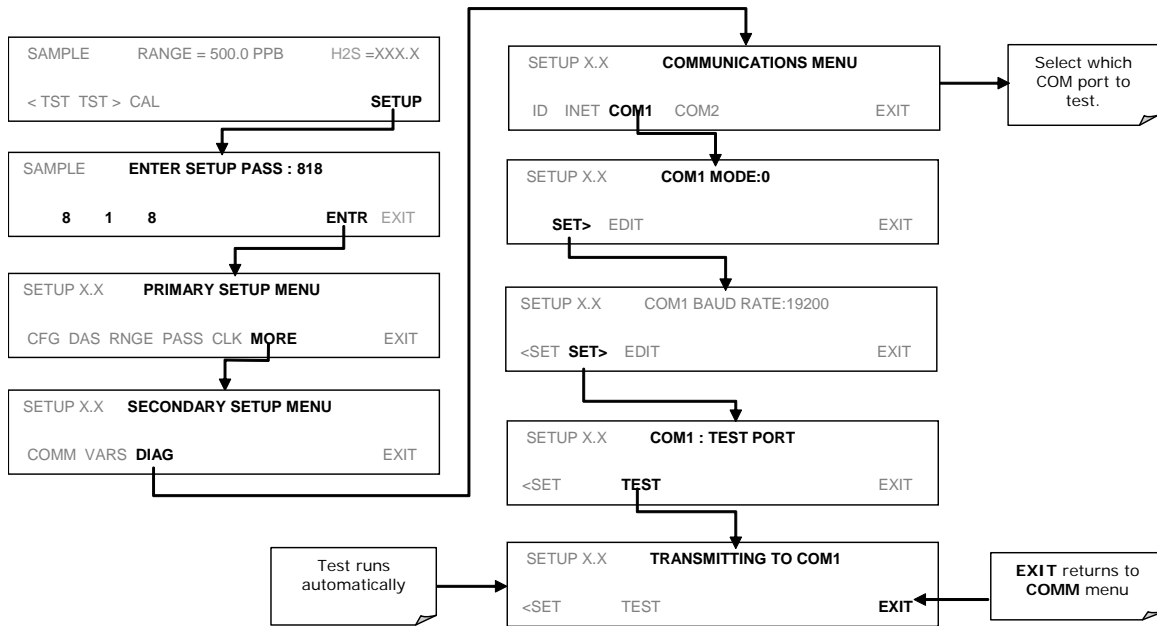 SAMPLE RANGE = 500.0 PPB H2S =XXX.X
< TST TST > CAL SETUP
SAMPLE ENTER SETUP PASS : 818
8 1 8 ENTR EXIT
SETUP X.X PRIMARY SETUP MENU
CFG DAS RNGE PASS CLK MORE EXIT
SETUP X.X SECONDARY SETUP MENU
COMM VARS DIAG EXIT
SETUP X.X COMMUNICATIONS MENU
ID INET COM1 COM2 EXIT
Select which
COM port to
test.
SETUP X.X COM1 MODE:0
SET> EDIT EXIT
SETUP X.X COM1 BAUD RATE:19200
<SET SET> EDIT EXIT
SETUP X.X COM1 : TEST PORT
<SET TEST EXIT
Test runs
automatically
SETUP X.X TRANSMITTING TO COM1
<SET TEST EXIT
EXIT returns to
COMM menu